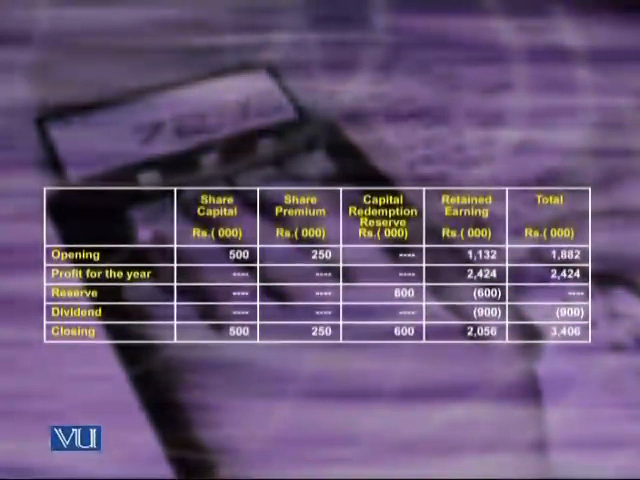 Share Capital Rs.( 000) Share Premium Rs.( 000) Capital Redemption Reserve Rs.( 000) Retained Earning Rs.( 000) Total Rs.( 000)
Opening 500 250 ---- 1,132 1,882
Profit for the year ---- ---- ---- 2,424 2,424
Reserve ---- ---- 600 (600) ----
Dividend ---- ---- ---- (900) (900)
Closing 500 250 600 2,056 3,406
VU